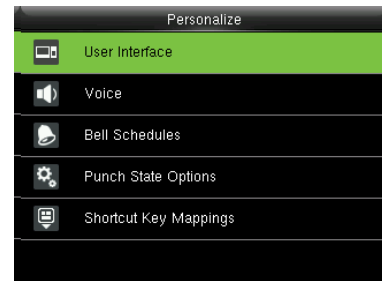 Personalize
User Interface
Voice
Bell Schedules
Punch State Options
Shortcut Key Mappings